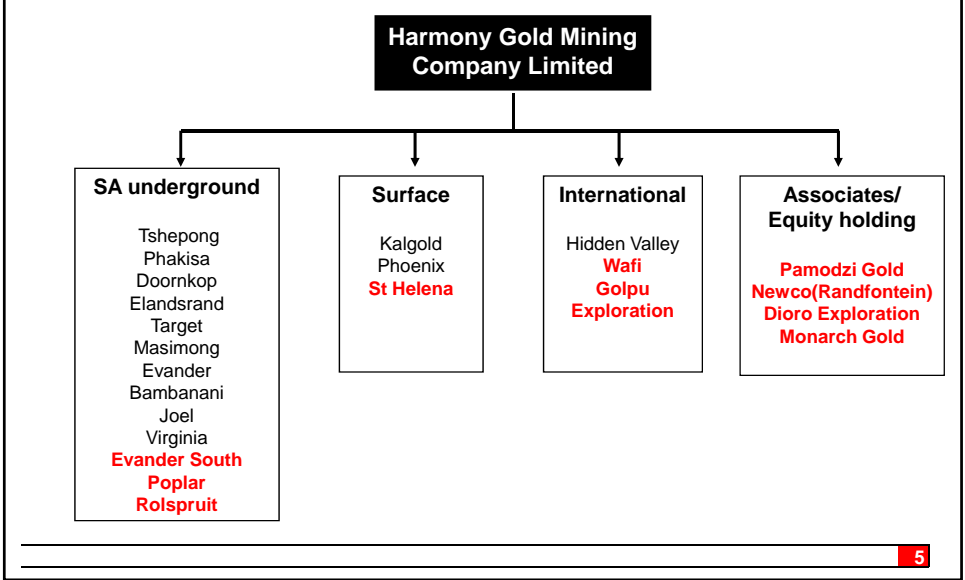 Harmony Gold Mining
Company Limited
SA underground
Tshepong
Phakisa
Doornkop
Elandsrand
Target
Masimong
Evander
Bambanani
Joel
Virginia
Evander South
Poplar
Rolspruit
Surface
Kalgold
Phoenix
St Helena
International
Hidden Valley
Wafi
Golpu
Exploration
Associates/
Equity holding
Pamodzi Gold
Newco(Randfontein)
Dioro Exploration
Monarch Gold
5